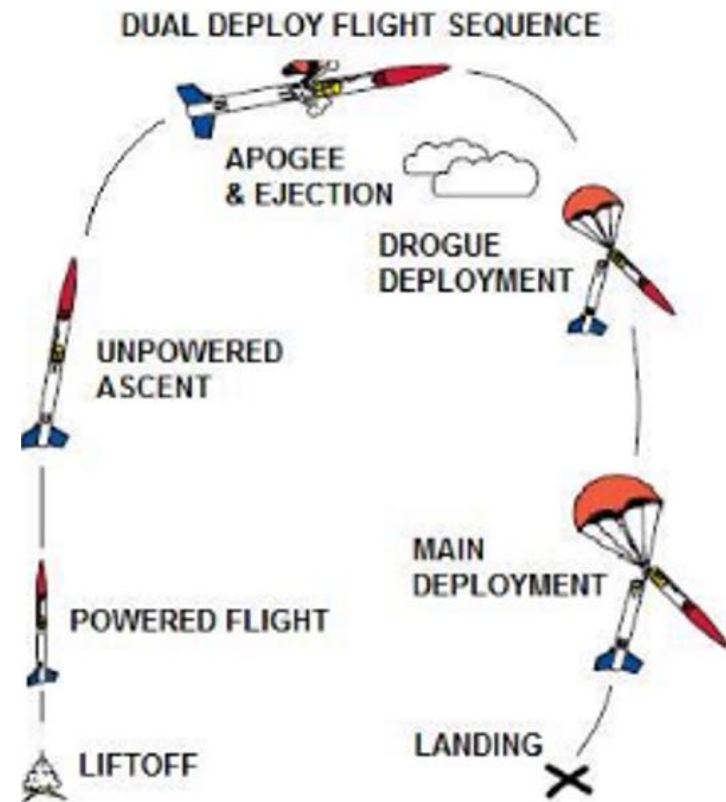 DUAL DEPLOY FLIGHT SEQUENCE
APOGEE
& EJECTION
DROGUE
DEPLOYMENT
UNPOWERED
ASCENT
MAIN
DEPLOYMENT
POWERED FLIGHT
LANDING
LIFTOFF